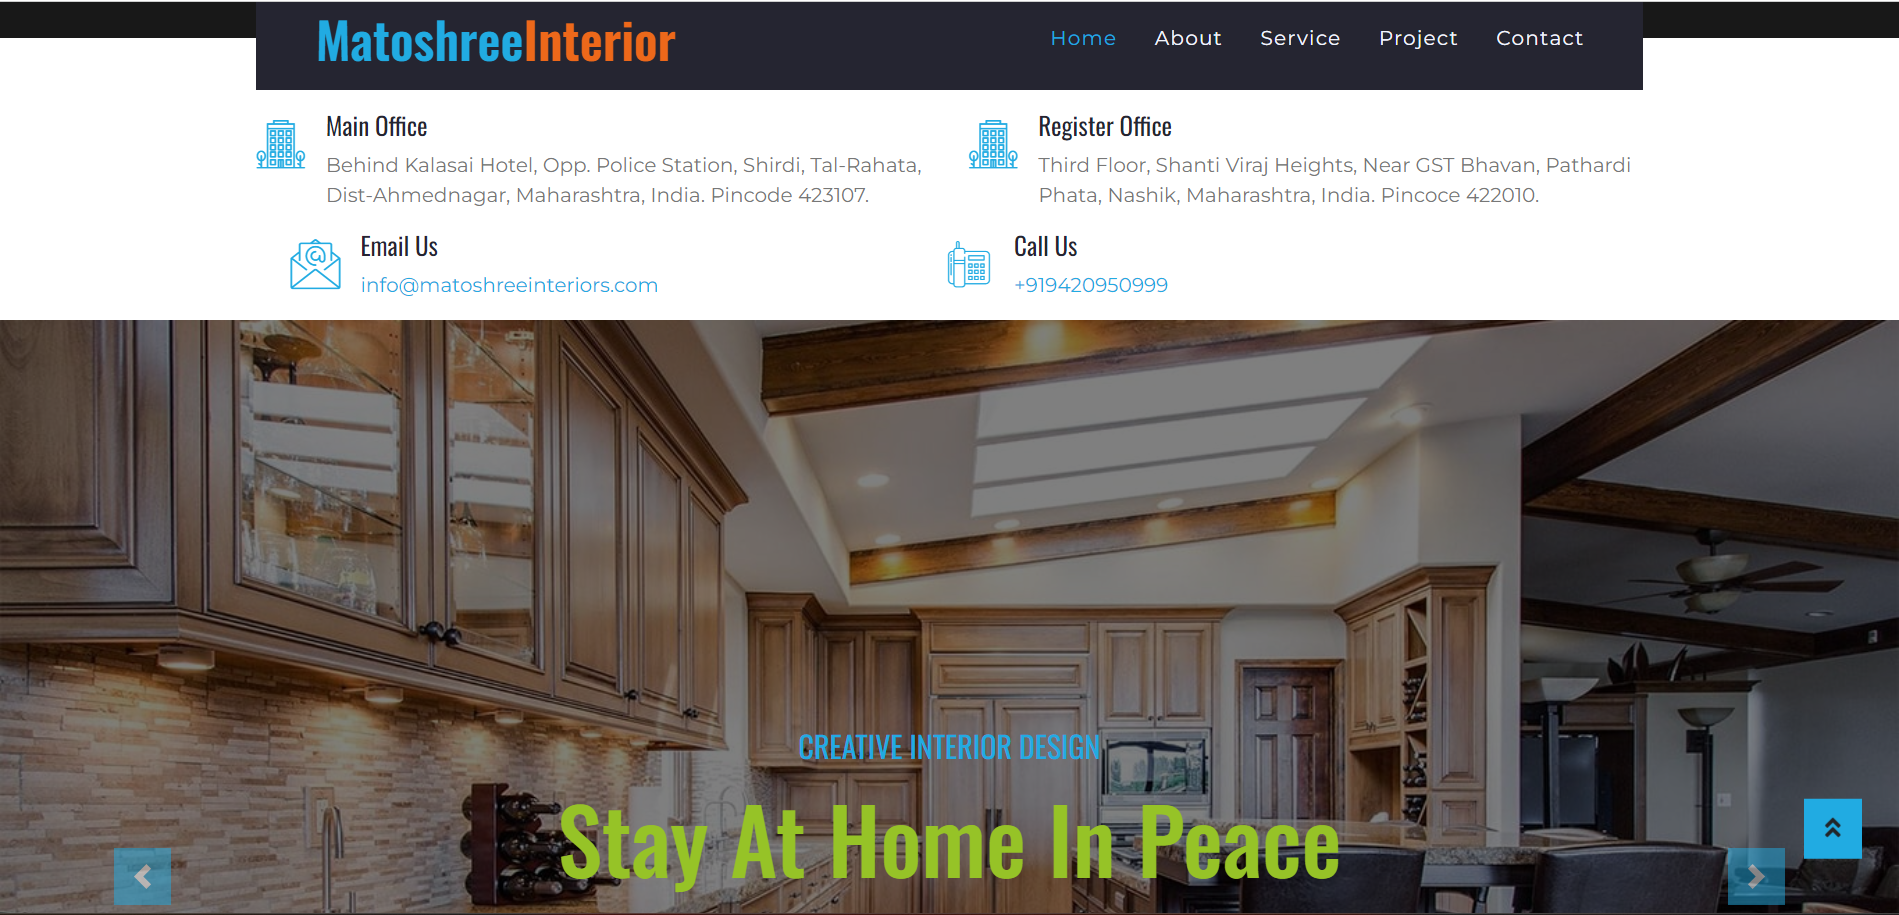 MatoshreeInterior
Home About Service Project Contact
Main Office
Behind Kalasai Hotel, Opp. Police Station, Shirdi, Tal-Rahata,
Dist-Ahmednagar, Maharashtra, India. Pincode 423107.
Register Office
Third Floor, Shanti Viraj Heights, Near GST Bhavan, Pathardi
Phata, Nashik, Maharashtra, India. Pincoce 422010.
Email Us
info@matoshreeinteriors.com
Call Us
+919420950999
CREATIVE INTERIOR DESIGN
Stay At Home In Peace